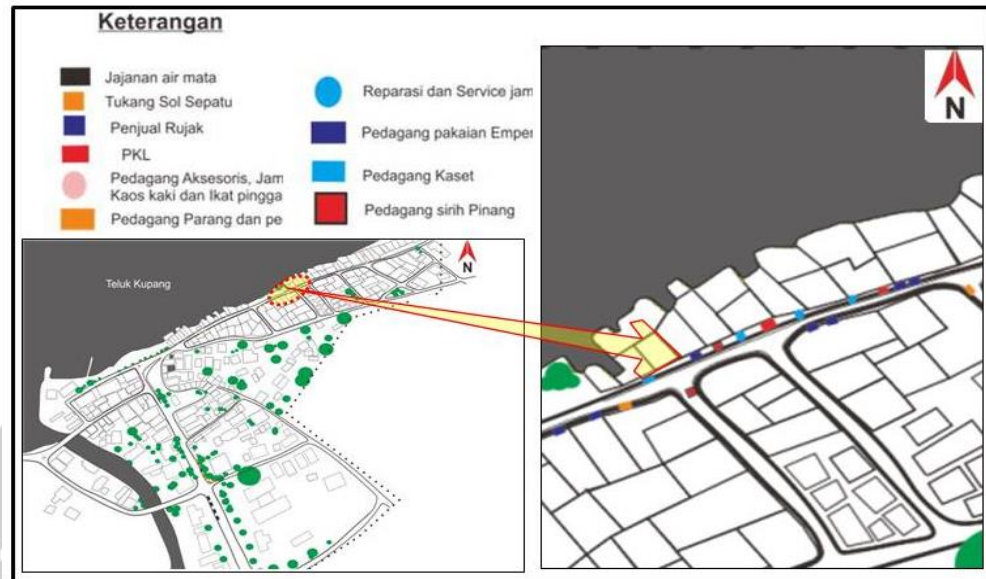 Keterangan
Jajanan air mata
Tukang Sol Sepatu
Penjual Rujak
PKL
Pedagang Aksesoris, Jam
Kaos kaki dan Ikat pingga
Pedagang Parang dan pe
Reparasi dan Service jam
Pedagang pakaian Emper
Pedagang Kaset
Pedagang sirih Pinang
Teluk Kupang
N
N